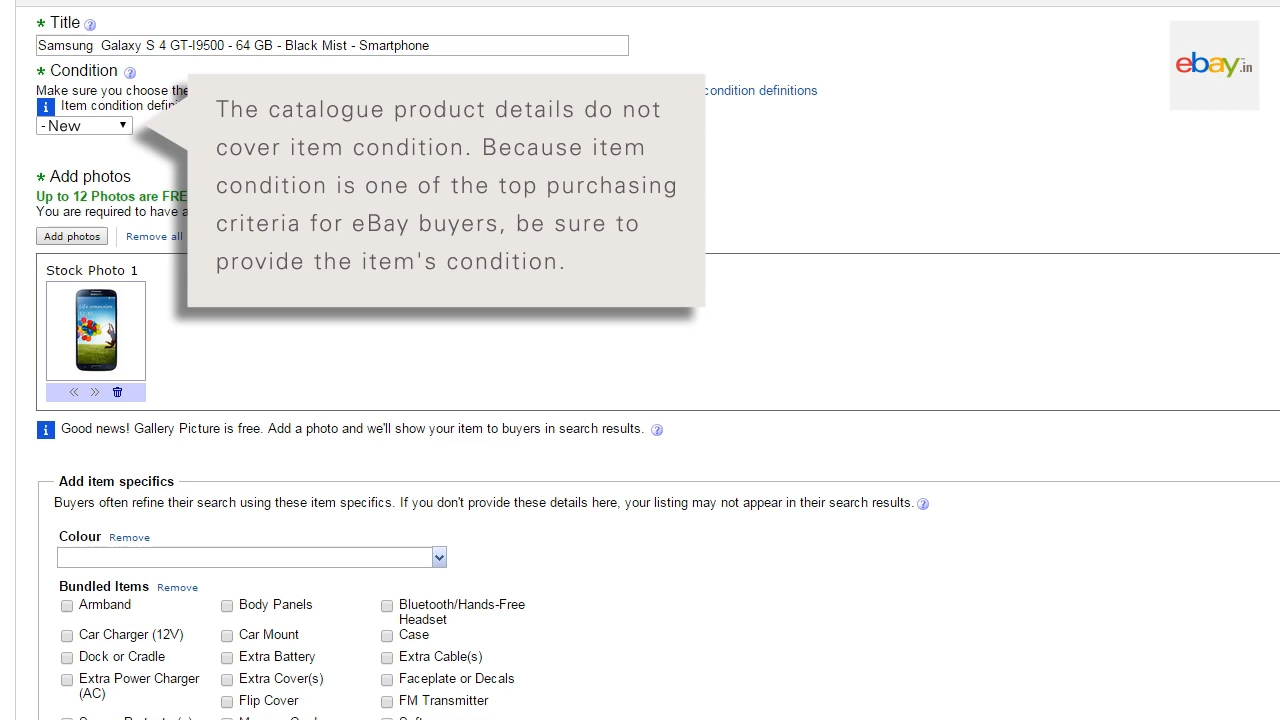 * Title
Samsung  Galaxy S 4 GT-I9500 - 64 GB - Black Mist - Smartphone
ebay.in
* Condition
Make sure you choose the
condition definitions
Item condition
- New
The catalogue product details do not
cover item condition. Because item
condition is one of the top purchasing
criteria for eBay buyers, be sure to
provide the item's condition.
* Add photos
Up to 12 Photos are FRE
You are required to have a
Add photos
Remove all
Stock Photo 1
Good news! Gallery Picture is free. Add a photo and we'll show your item to buyers in search results.
Add item specifics
Buyers often refine their search using these item specifics. If you don't provide these details here, your listing may not appear in their search results.
Colour Remove
Bundled Items Remove
Armband Body Panels Bluetooth/Hands-Free
Headset
Car Charger (12V) Car Mount Case
Dock or Cradle Extra Battery Extra Cable(s)
Extra Power Charger Extra Cover(s) Faceplate or Decals
(AC)
Flip Cover FM Transmitter